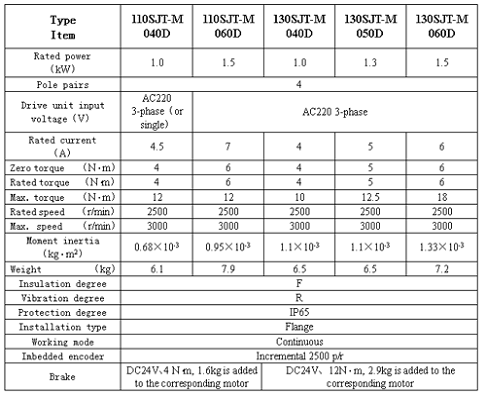 Type
Item
110SJT-M
040D
110SJT-M
060D
130SJT-M
040D
130SJT-M
050D
130SJT-M
060D
Rated power
(kW)
1.0
1.5
1.0
1.3
1.5
Pole pairs
4
Drive unit input
voltage (V)
AC220
3-phase (or
single)
AC220 3-phase
Rated current
(A)
4.5
7
4
5
6
Zero torque (N·m)
4
6
4
5
6
Rated torque (N·m)
4
6
4
5
6
Max. torque (N·m)
12
12
10
12.5
18
Rated speed (r/min)
2500
2500
2500
2500
2500
Max. speed (r/min)
3000
3000
3000
3000
3000
Moment inertia
(kg·m²)
0.68×10⁻³
0.95×10⁻³
1.1×10⁻³
1.1×10⁻³
1.33×10⁻³
Weight (kg)
6.1
7.9
6.5
6.5
7.2
Insulation degree
F
Vibration degree
R
Protection degree
IP65
Installation type
Flange
Working mode
Continuous
Imbedded encoder
Incremental 2500 p/r
Brake
DC24V、4 N·m, 1.6kg is added
to the corresponding motor
DC24V、 12N·m, 2.9kg is added to the
corresponding motor